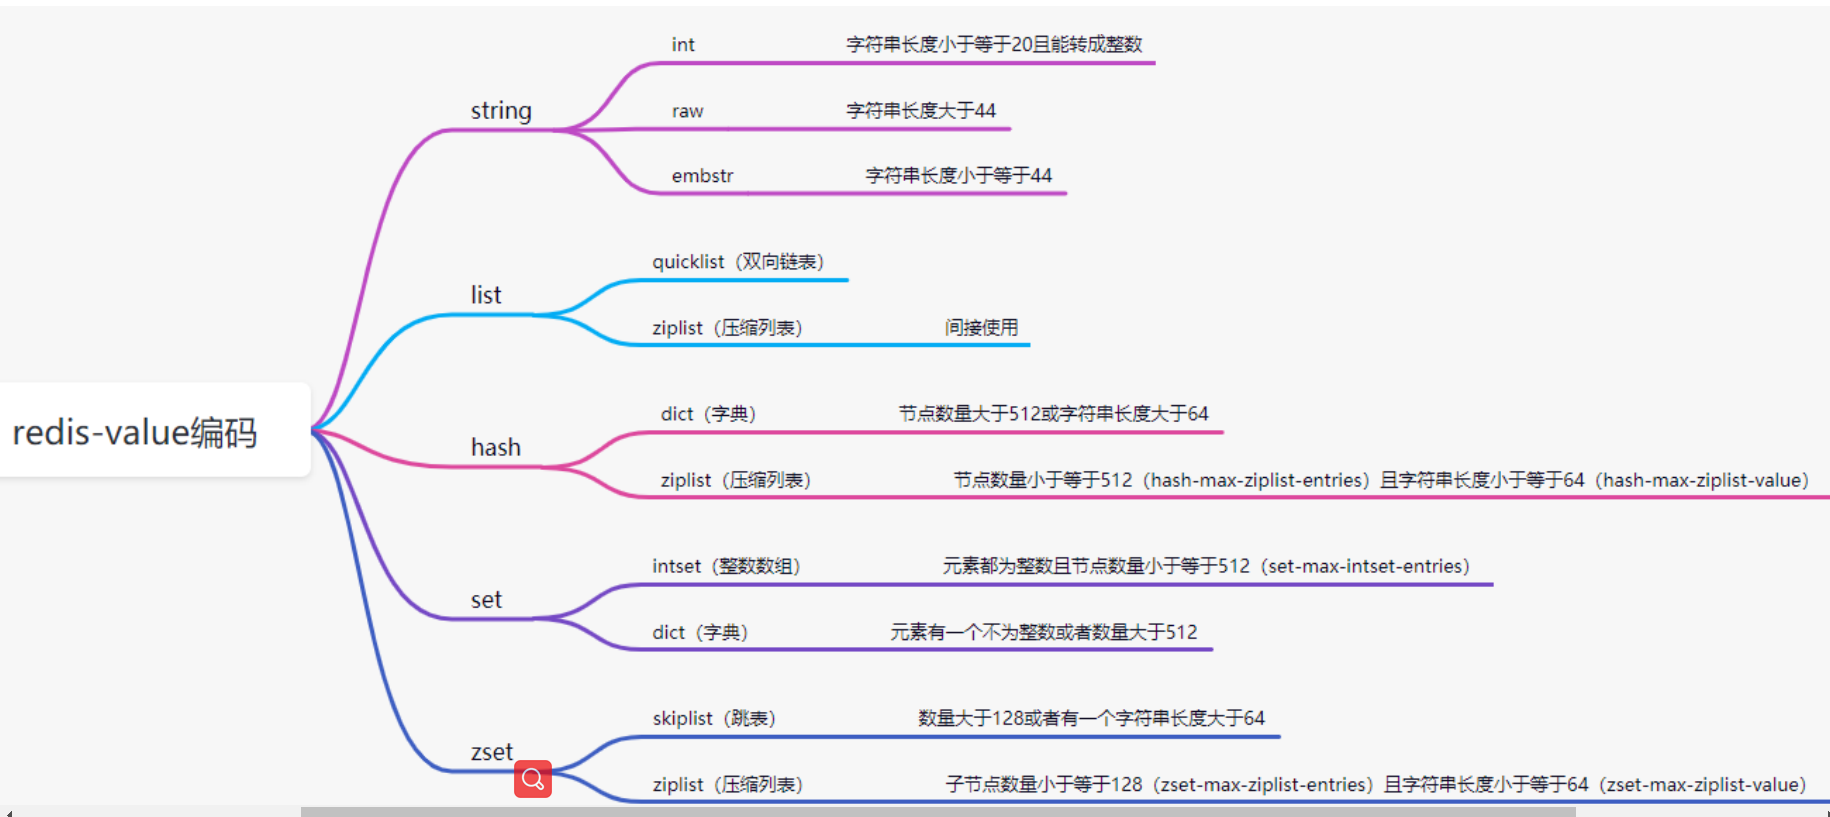 redis-value编码
string
int 字符串长度小于等于20且能转成整数
raw 字符串长度大于44
embstr 字符串长度小于等于44
list
quicklist（双向链表）
ziplist（压缩列表） 间接使用
hash
dict（字典） 节点数量大于512或字符串长度大于64
ziplist（压缩列表） 节点数量小于等于512（hash-max-ziplist-entries）且字符串长度小于等于64（hash-max-ziplist-value）
set
intset（整数数组） 元素都为整数且节点数量小于等于512（set-max-intset-entries）
dict（字典） 元素有一个不为整数或者数量大于512
zset
skiplist（跳表） 数量大于128或者有一个字符串长度大于64
ziplist（压缩列表） 子节点数量小于等于128（zset-max-ziplist-entries）且字符串长度小于等于64（zset-max-ziplist-value）